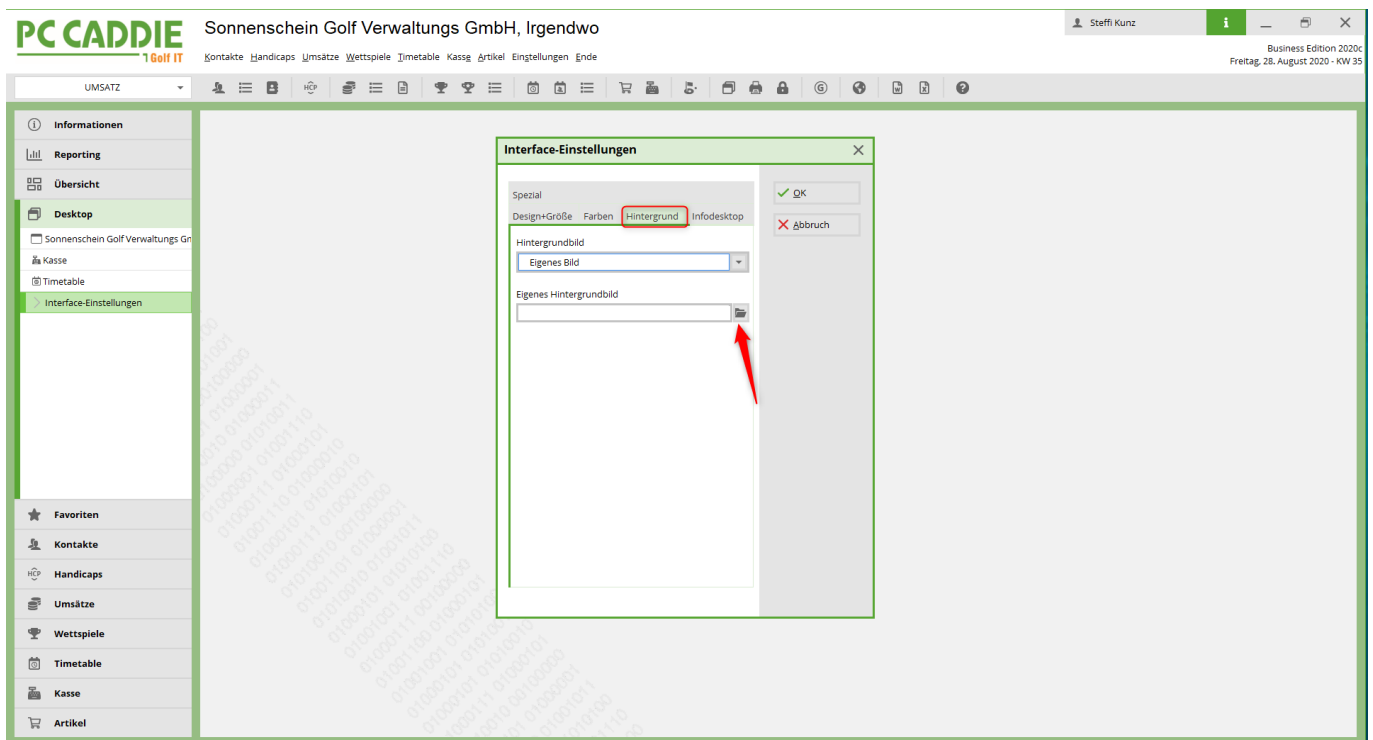 PC CADDIE
Golf IT
Sonnenschein Golf Verwaltungs GmbH, Irgendwo
Steffi Kunz
i
Kontakte Handicaps Umsätze Wettspiele Timetable Kasse Artikel Einstellungen Ende
Business Edition 2020c
Freitag, 28. August 2020 - KW 35
UMSATZ
HCP
G
W
X
?
Informationen
Reporting
Übersicht
Desktop
Sonnenschein Golf Verwaltungs Gm
Kasse
Timetable
Interface-Einstellungen
Favoriten
Kontakte
HCP Handicaps
Umsätze
Wettspiele
Timetable
Kasse
Artikel
Interface-Einstellungen
Spezial
Design+Größe Farben Hintergrund Infodesktop
Hintergrundbild
Eigenes Bild
Eigenes Hintergrundbild
OK
Abbruch